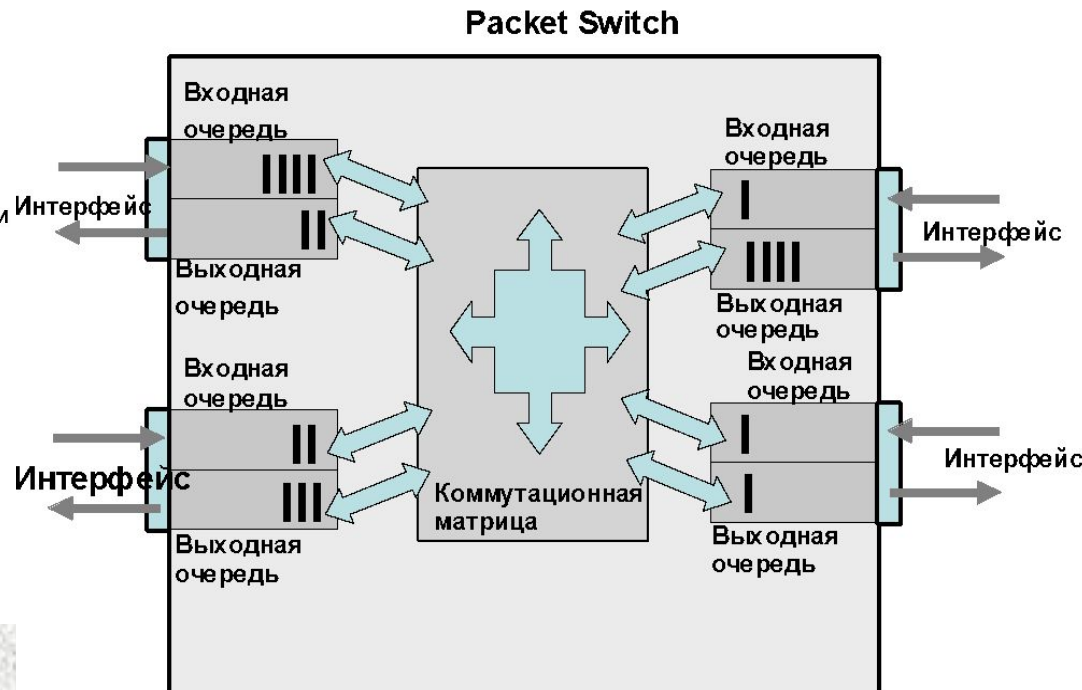 Packet Switch
Входная
очередь
Интерфейс
Выходная
очередь
Входная
очередь
Интерфейс
Выходная
очередь
Коммутационная
матрица
Входная
очередь
Интерфейс
Выходная
очередь
Входная
очередь
Интерфейс
Выходная
очередь